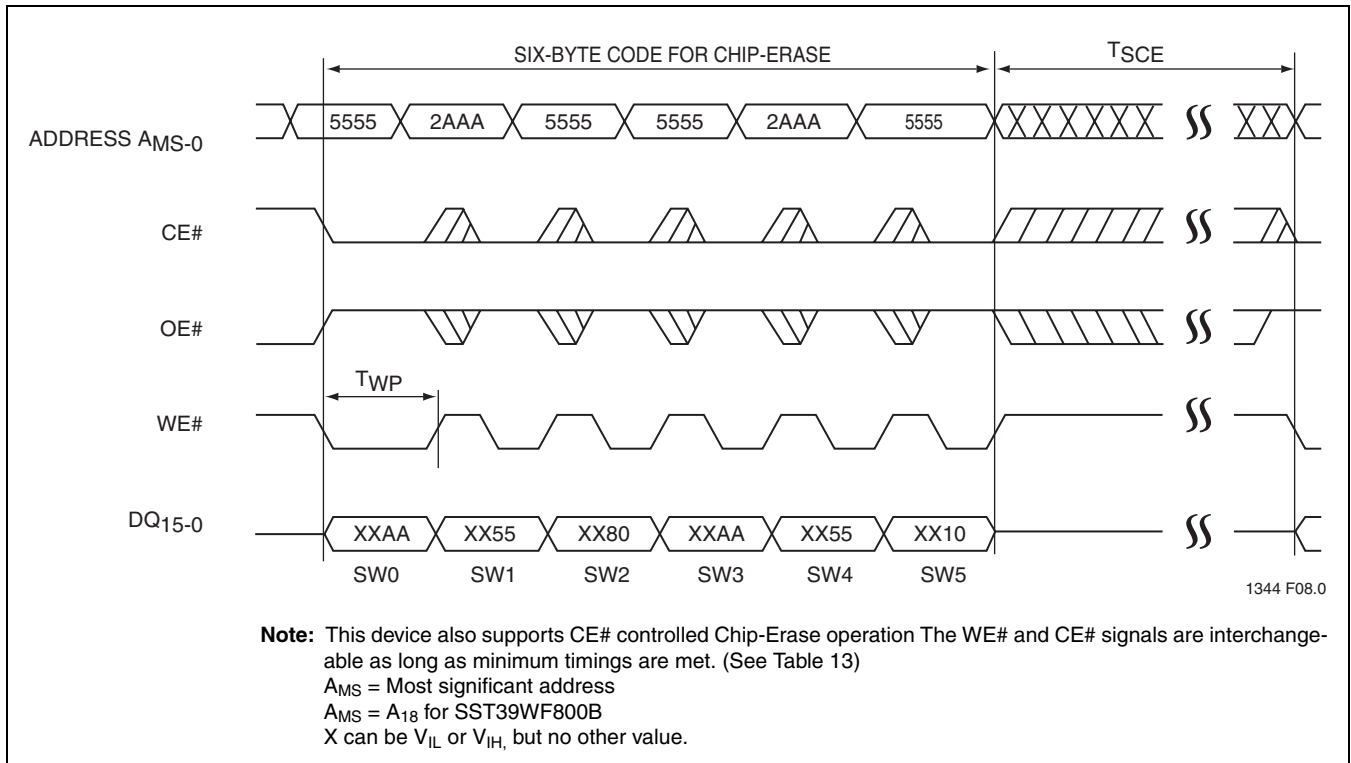 SIX-BYTE CODE FOR CHIP-ERASE
TSCE
ADDRESS AMS-0
5555
2AAA
5555
5555
2AAA
5555
CE#
OE#
TWP
WE#
DQ15-0
XXAA
XX55
XX80
XXAA
XX55
XX10
SW0
SW1
SW2
SW3
SW4
SW5
1344 F08.0
Note: This device also supports CE# controlled Chip-Erase operation The WE# and CE# signals are interchange-
able as long as minimum timings are met. (See Table 13)
AMS = Most significant address
AMS = A18 for SST39WF800B
X can be VIL or VIH, but no other value.